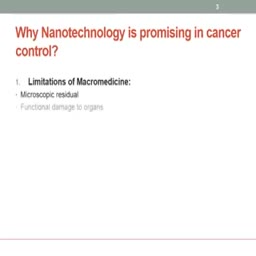 3
Why Nanotechnology is promising in cancer
control?
1. Limitations of Macromedicine:
• Microscopic residual
• Functional damage to organs